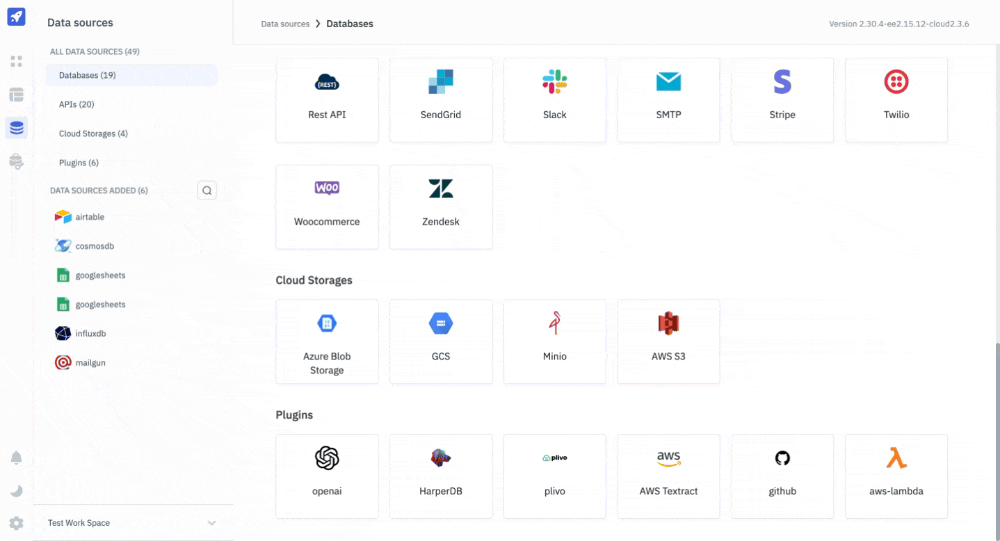 Data sources
Data sources > Databases
Version 2.30.4-ee2.15.12-cloud2.3.6
ALL DATA SOURCES (49)
Databases (19)
APIs (20)
Cloud Storages (4)
Plugins (6)
DATA SOURCES ADDED (6)
airtable
cosmosdb
googlesheets
googlesheets
influxdb
mailgun
Test Work Space
{REST}
Rest API
SendGrid
Slack
SMTP
Stripe
Twilio
WOO
Woocommerce
Zendesk
Cloud Storages
Azure Blob
Storage
GCS
Minio
AWS S3
Plugins
openai
HarperDB
plivo
plivo
aws
AWS Textract
github
aws-lambda